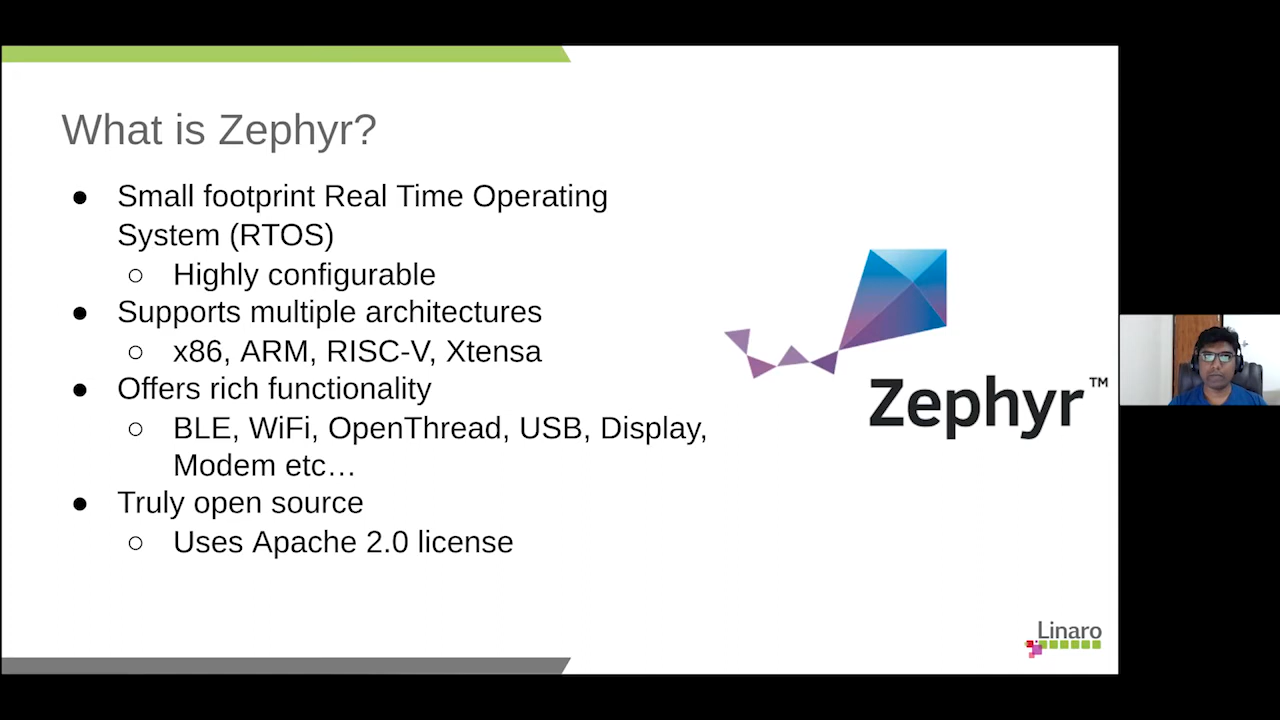 What is Zephyr?
● Small footprint Real Time Operating
System (RTOS)
○ Highly configurable
● Supports multiple architectures
○ x86, ARM, RISC-V, Xtensa
● Offers rich functionality
○ BLE, WiFi, OpenThread, USB, Display,
Modem etc…
● Truly open source
○ Uses Apache 2.0 license
Zephyr™
Linaro